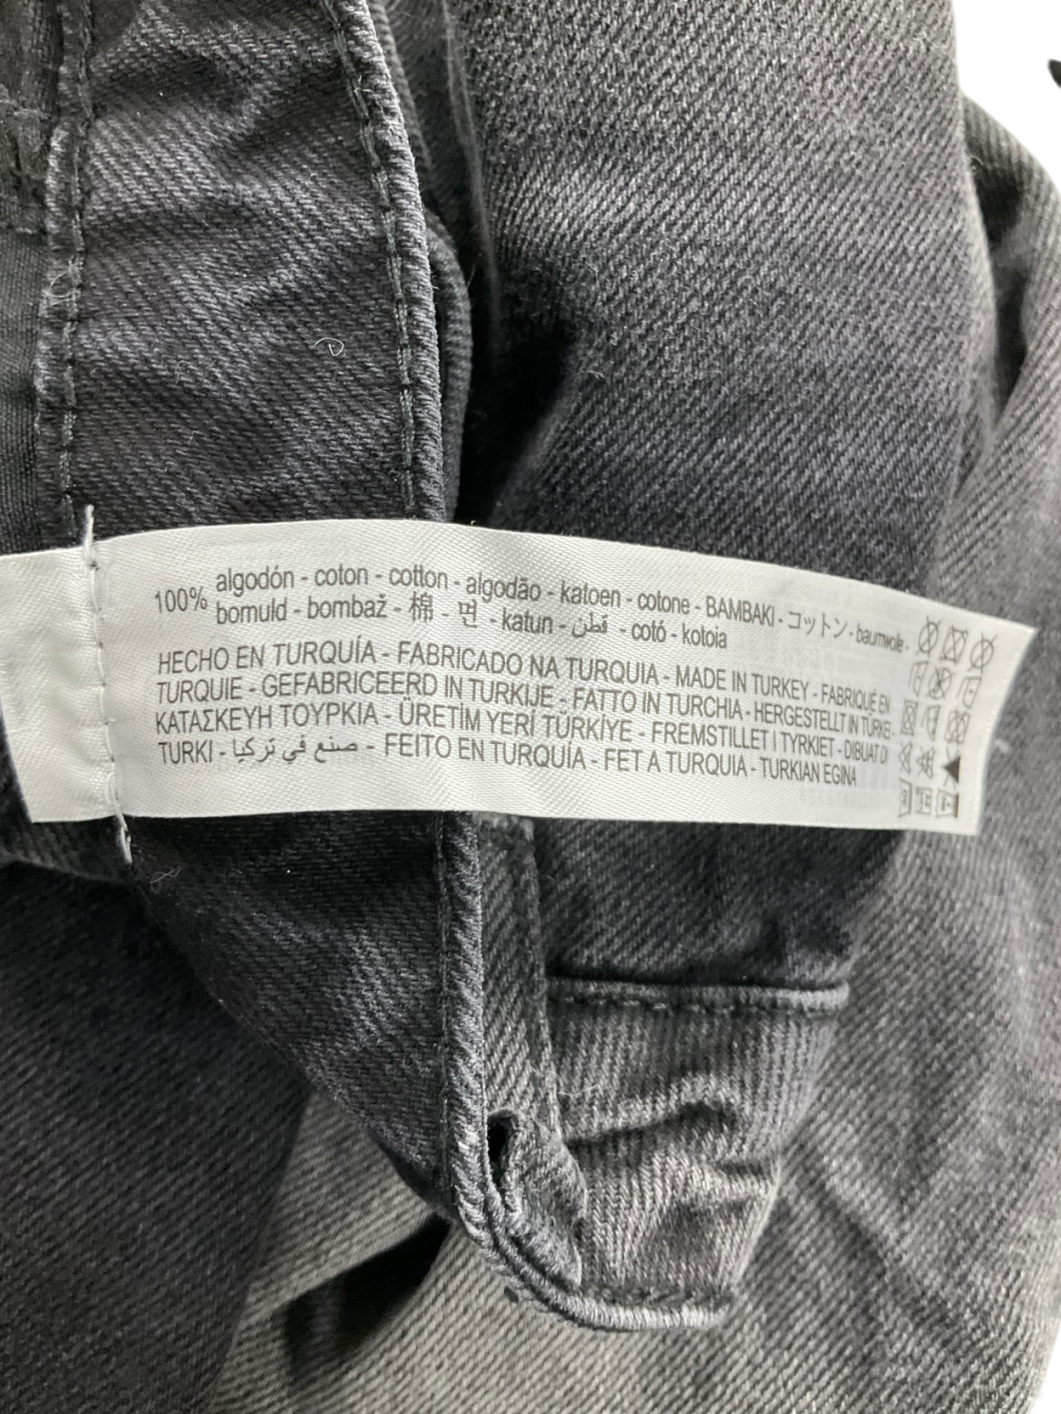 100% algodón - coton - cotton - algodão - katoen - cotone - BAMBAKI - コットン - baumwolle -
bomuld - bombaž - 棉 - 면 - katun - قطن - cotó - kotoia
HECHO EN TURQUÍA - FABRICADO NA TURQUIA - MADE IN TURKEY - FABRIQUÉ EN
TURQUIE - GEFABRICEERD IN TURKIJE - FATTO IN TURCHIA - HERGESTELLT IN TÜRKEI -
ΚΑΤΑΣΚΕΥΗ ΤΟΥΡΚΙΑ - ÜRETİM YERİ TÜRKİYE - FREMSTILLET I TYRKIET - DIBUAT DI
TURKI - صنع في تركيا - FEITO EN TURQUÍA - FET A TURQUIA - TURKIAN EGINA